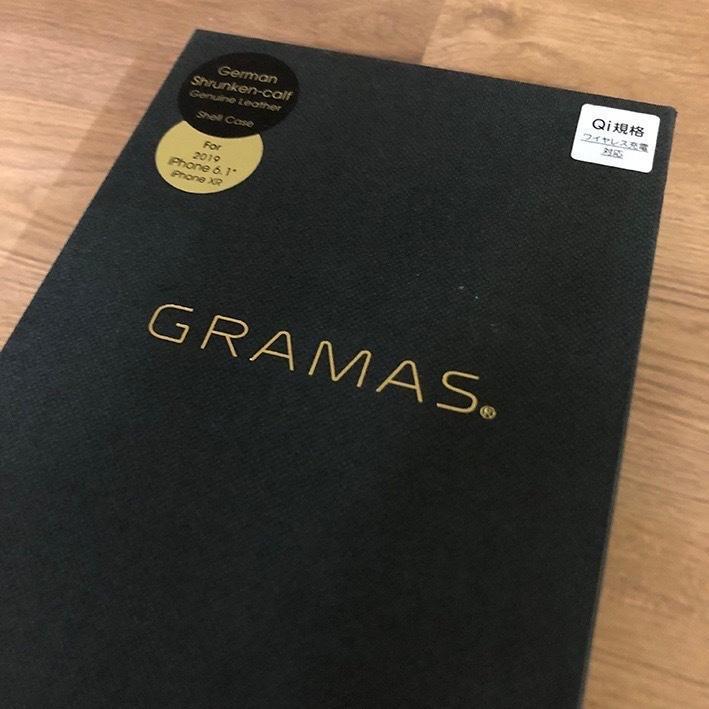 German
Shrunken-calf
Genuine Leather
Shell Case
For
2019
iPhone 6.1"
iPhone XR
Qi規格
ワイヤレス充電
対応
GRAMAS®